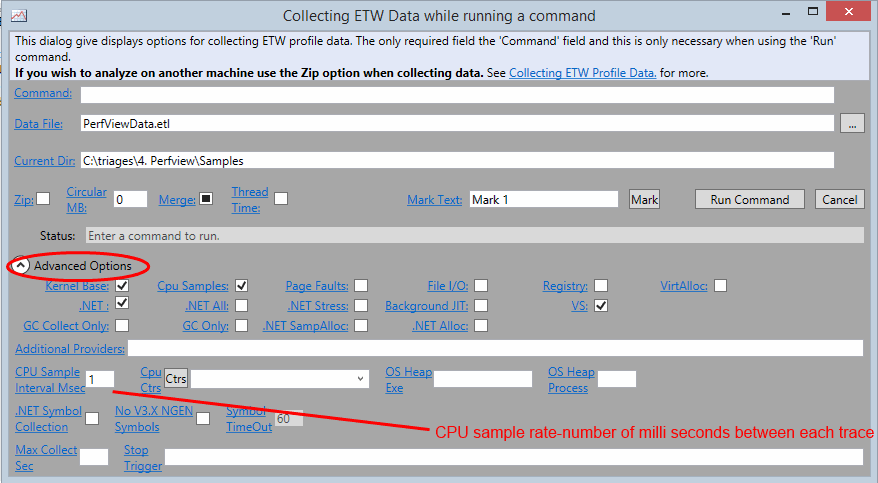 Collecting ETW Data while running a command
This dialog give displays options for collecting ETW profile data. The only required field the 'Command' field and this is only necessary when using the 'Run'
command.
If you wish to analyze on another machine use the Zip option when collecting data. See Collecting ETW Profile Data. for more.
Command:
Data File: PerfViewData.etl ...
Current Dir: C:\triages\4. Perfview\Samples
Zip: Circular MB: 0 Merge: Thread Time: Mark Text: Mark 1 Mark Run Command Cancel
Status: Enter a command to run.
Advanced Options
Kernel Base: Cpu Samples: Page Faults: File I/O: Registry: VirtAlloc:
.NET : .NET All: .NET Stress: Background JIT: VS:
GC Collect Only: GC Only: .NET SampAlloc: .NET Alloc:
Additional Providers:
CPU Sample Interval Msec 1 Cpu Ctrs Ctrs OS Heap Exe OS Heap Process
.NET Symbol Collection No V3.X NGEN Symbols Symbol TimeOut 60
CPU sample rate-number of milli seconds between each trace
Max Collect Sec Stop Trigger